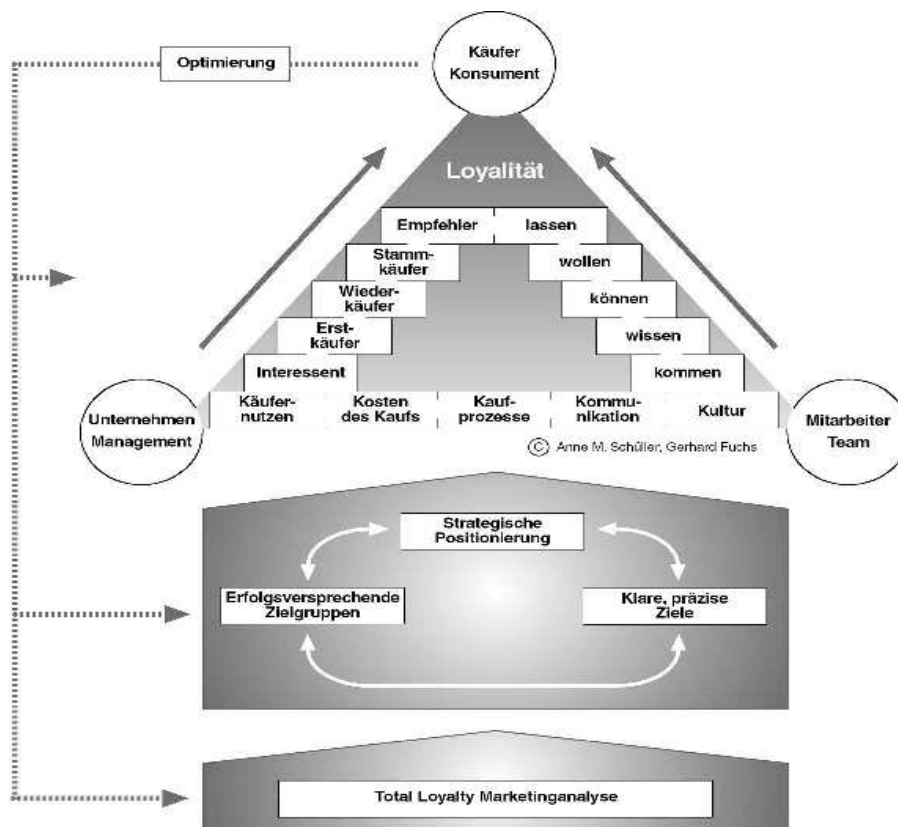 Optimierung
Käufer
Konsument
Loyalität
Empfehler
lassen
Stamm-
käufer
wollen
Wieder-
käufer
können
Erst-
käufer
wissen
Interessent
kommen
Unternehmen
Management
Käufer-
nutzen
Kosten
des Kaufs
Kauf-
prozesse
Kommu-
nikation
Kultur
Mitarbeiter
Team
© Anne M. Schüller, Gerhard Fuchs
Strategische
Positionierung
Erfolgsversprechende
Zielgruppen
Klare, präzise
Ziele
Total Loyalty Marketinganalyse